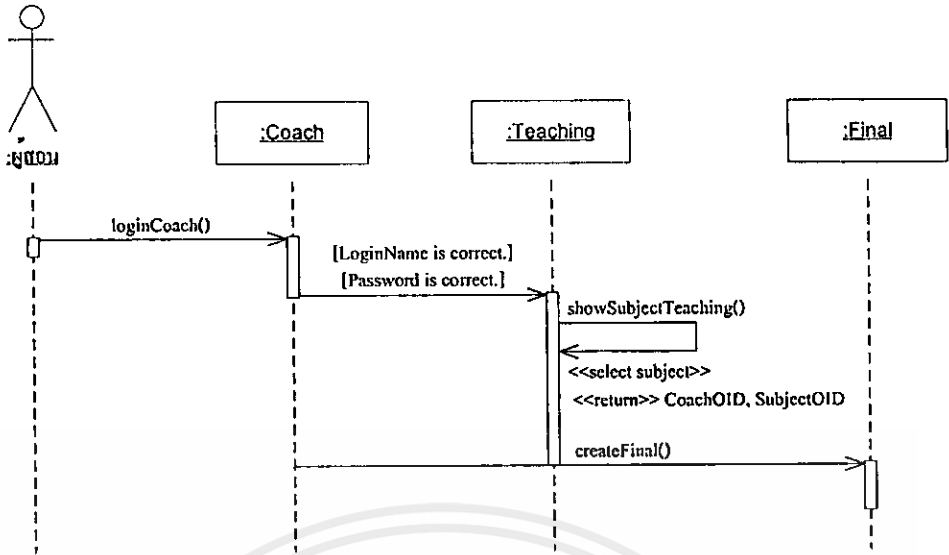 :Coach
:Teaching
:Final
:ผู้สอน
loginCoach()
[LoginName is correct.]
[Password is correct.]
showSubjectTeaching()
<<select subject>>
<<return>> CoachOID, SubjectOID
createFinal()